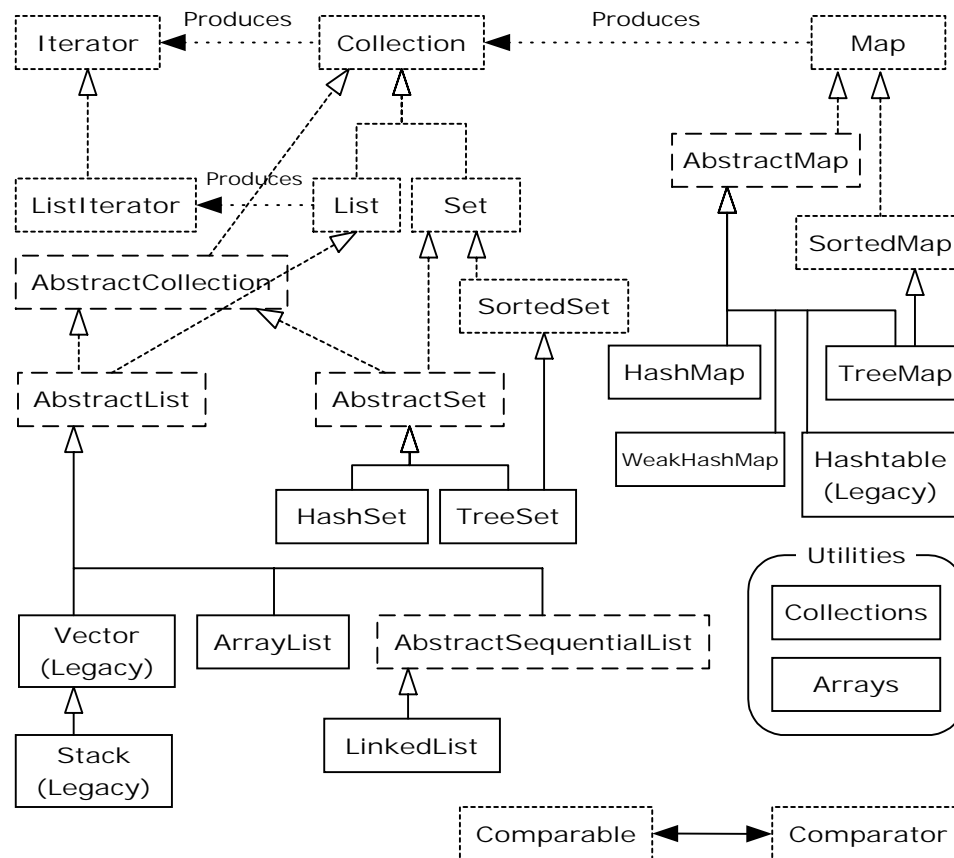 Produces
Produces
Iterator
Collection
Map
AbstractMap
Produces
ListIterator
List
Set
SortedMap
AbstractCollection
SortedSet
HashMap
TreeMap
AbstractList
AbstractSet
WeakHashMap
Hashtable
(Legacy)
HashSet
TreeSet
Utilities
Collections
Vector
(Legacy)
ArrayList
AbstractSequentialList
Arrays
Stack
(Legacy)
LinkedList
Comparable
Comparator